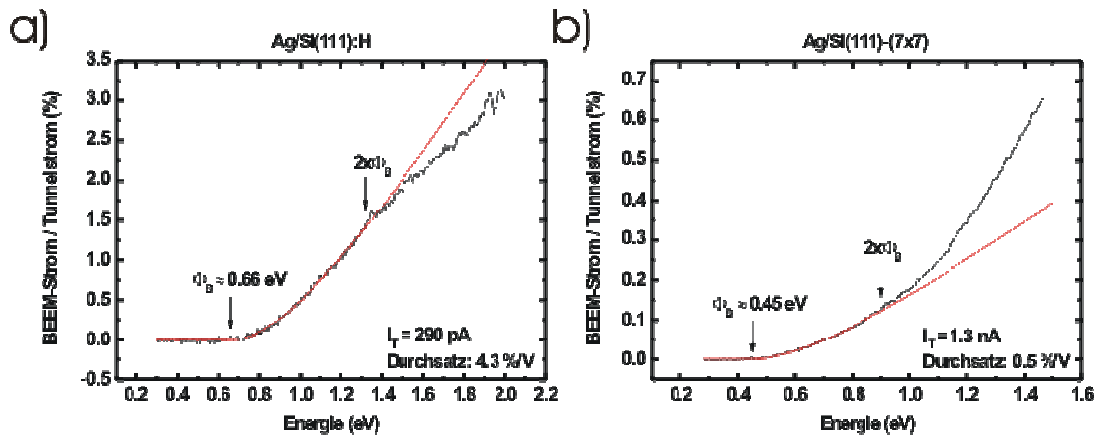 a)
Ag/Si(111):H
BEEM-Strom / Tunnelstrom (%)
3.5
3.0
2.5
2.0
1.5
1.0
0.5
0.0
-0.5
2xΦB
ΦB ≈ 0.66 eV
IT = 290 pA
Durchsatz: 4.3 %/V
0.2 0.4 0.6 0.8 1.0 1.2 1.4 1.6 1.8 2.0 2.2
Energie (eV)
b)
Ag/Si(111)-(7x7)
BEEM-Strom / Tunnelstrom (%)
0.7
0.6
0.5
0.4
0.3
0.2
0.1
0.0
2xΦB
ΦB ≈ 0.45 eV
IT = 1.3 nA
Durchsatz: 0.5 %/V
0.2 0.4 0.6 0.8 1.0 1.2 1.4 1.6
Energie (eV)